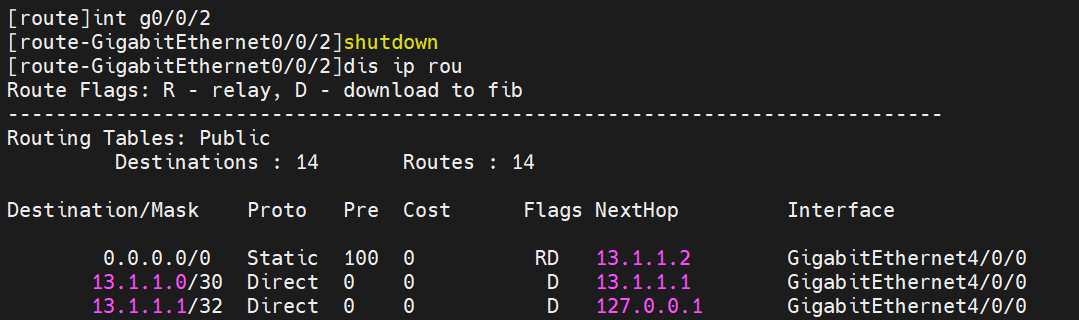 [route]int g0/0/2
[route-GigabitEthernet0/0/2]shutdown
[route-GigabitEthernet0/0/2]dis ip rou
Route Flags: R - relay, D - download to fib
------------------------------------------------------------------------------
Routing Tables: Public
         Destinations : 14       Routes : 14

Destination/Mask    Proto   Pre  Cost      Flags NextHop         Interface

        0.0.0.0/0   Static  100  0          RD   13.1.1.2        GigabitEthernet4/0/0
       13.1.1.0/30  Direct  0    0           D   13.1.1.1        GigabitEthernet4/0/0
       13.1.1.1/32  Direct  0    0           D   127.0.0.1       GigabitEthernet4/0/0